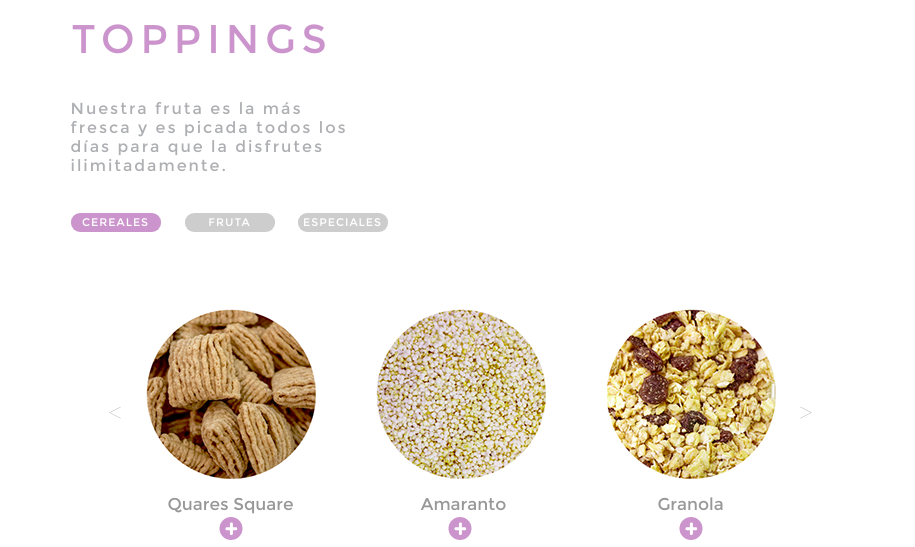 TOPPINGS
Nuestra fruta es la más
fresca y es picada todos los
días para que la disfrutes
ilimitadamente.
CEREALES FRUTA ESPECIALES
< >
Quares Square Amaranto Granola
+ + +